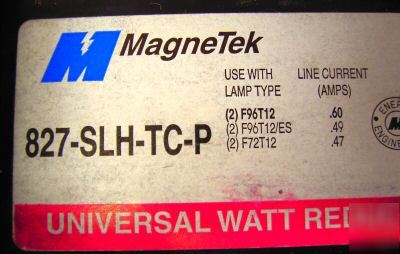 MagneTek
USE WITH LINE CURRENT
LAMP TYPE (AMPS)
(2) F96T12 .60
(2) F96T12/ES .49
(2) F72T12 .47
827-SLH-TC-P
UNIVERSAL WATT RED